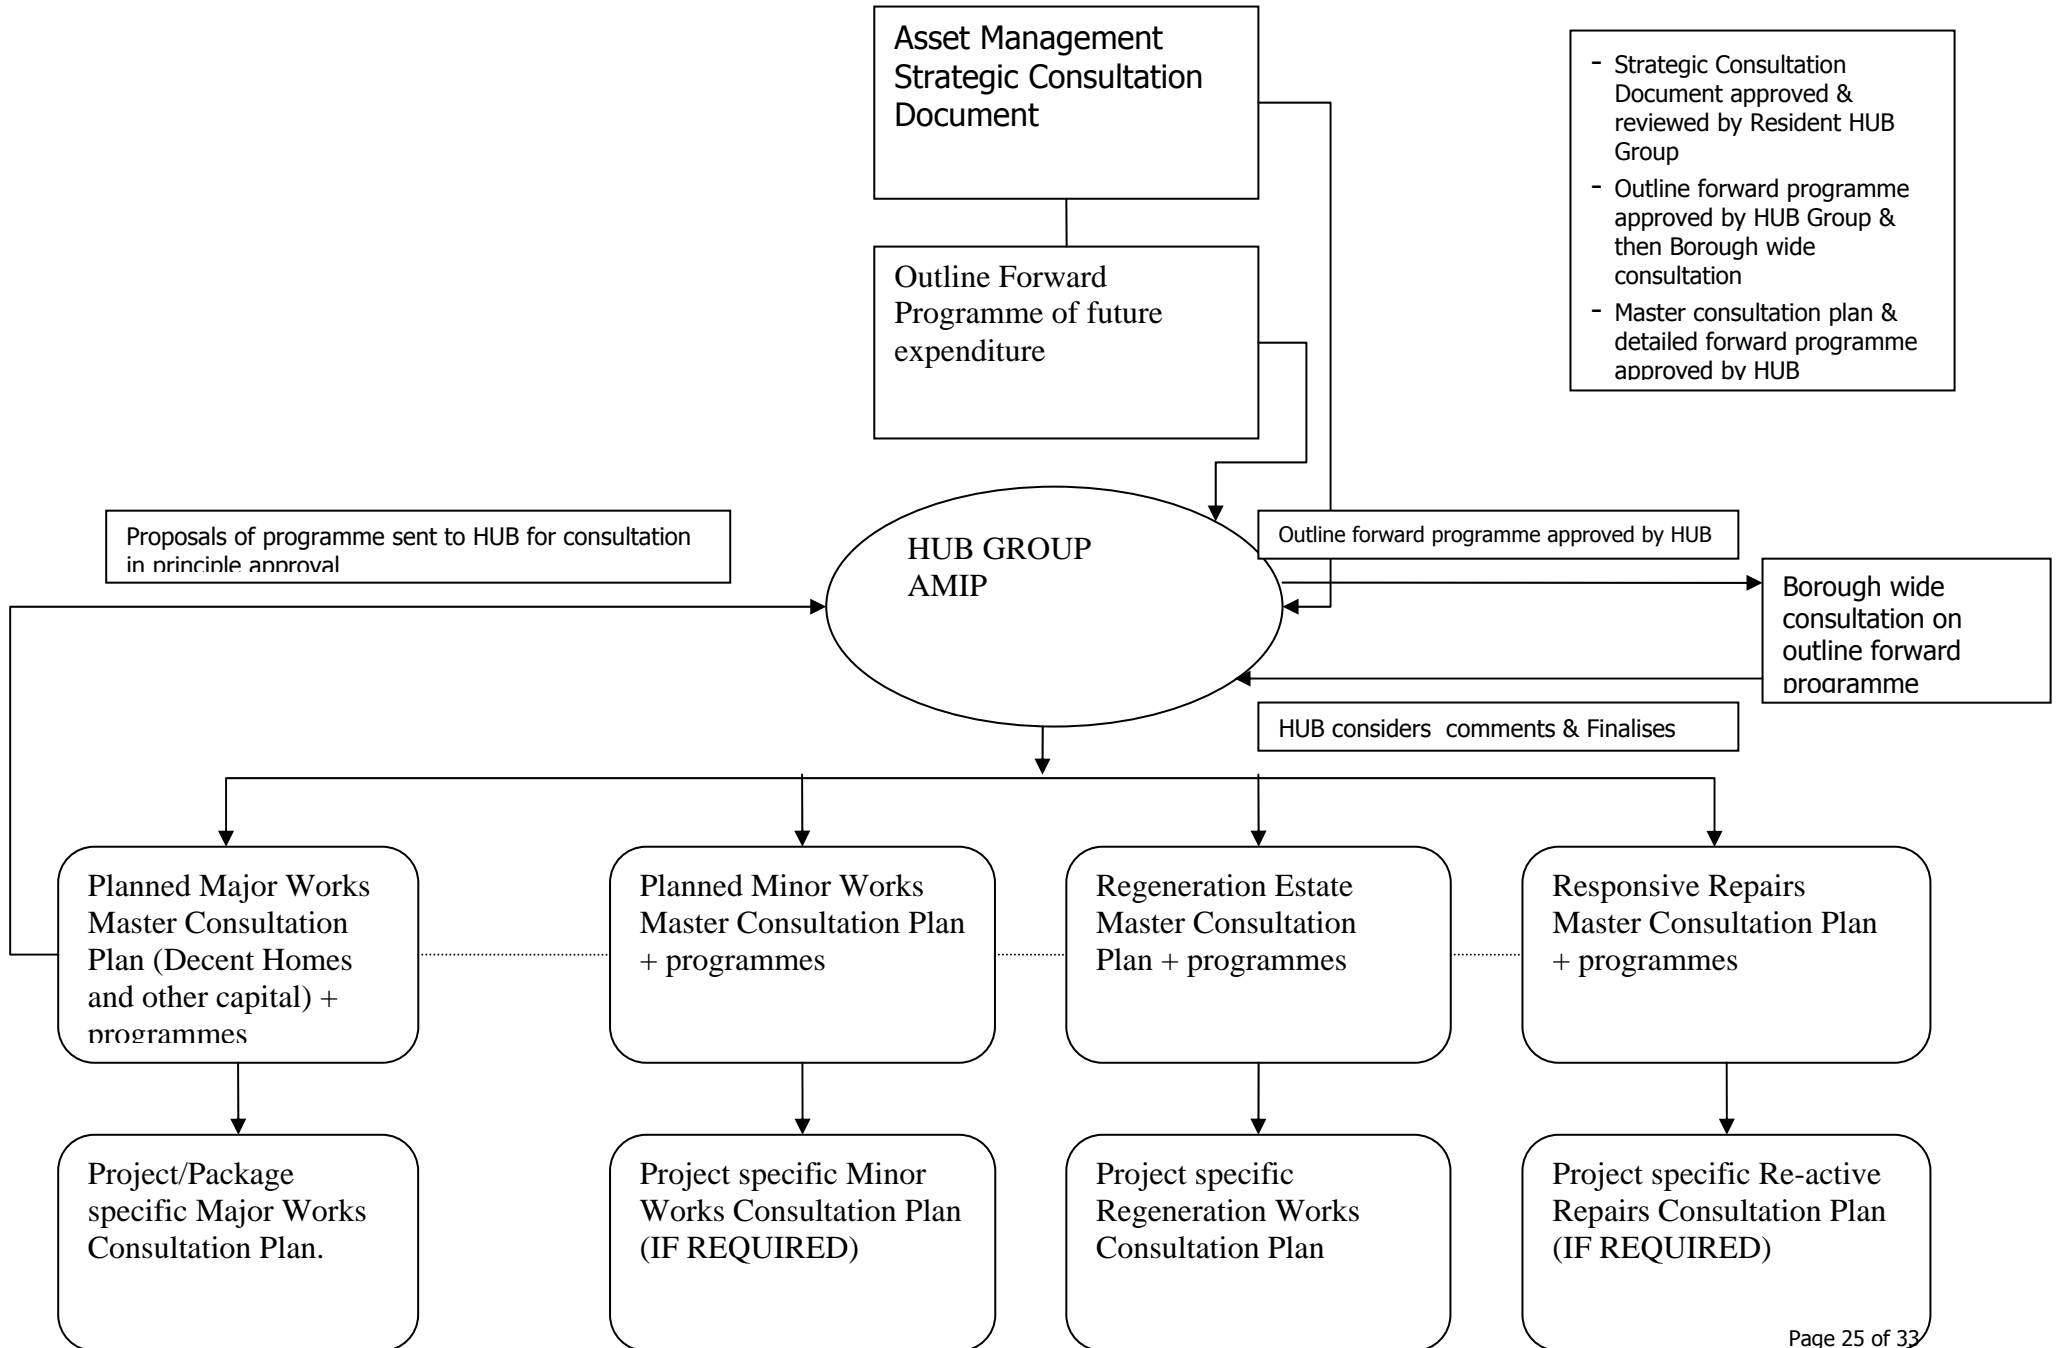 Asset Management
Strategic Consultation
Document
- Strategic Consultation
Document approved &
reviewed by Resident HUB
Group
- Outline forward programme
approved by HUB Group &
then Borough wide
consultation
- Master consultation plan &
detailed forward programme
approved by HUB
Outline Forward
Programme of future
expenditure
Proposals of programme sent to HUB for consultation
in principle approval
HUB GROUP
AMIP
Outline forward programme approved by HUB
Borough wide
consultation on
outline forward
programme
HUB considers comments & Finalises
Planned Major Works
Master Consultation
Plan (Decent Homes
and other capital) +
programmes
Planned Minor Works
Master Consultation Plan
+ programmes
Regeneration Estate
Master Consultation
Plan + programmes
Responsive Repairs
Master Consultation Plan
+ programmes
Project/Package
specific Major Works
Consultation Plan.
Project specific Minor
Works Consultation Plan
(IF REQUIRED)
Project specific
Regeneration Works
Consultation Plan
Project specific Re-active
Repairs Consultation Plan
(IF REQUIRED)
Page 25 of 33